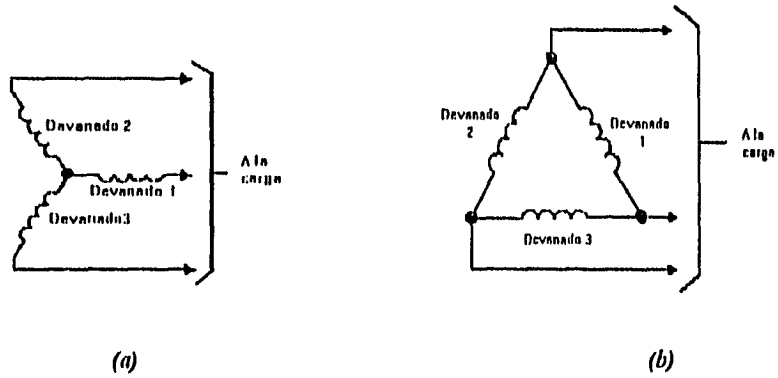 Devanado 2
Devanado 1
Devanado3
A la
carga
(a)
Devanado
2
Devanado
1
Devanado 3
A la
carga
(b)